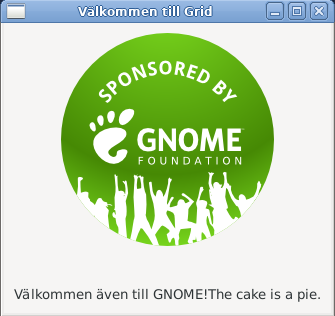 Välkommen till Grid
SPONSORED BY
GNOME
FOUNDATION
Välkommen även till GNOME!The cake is a pie.